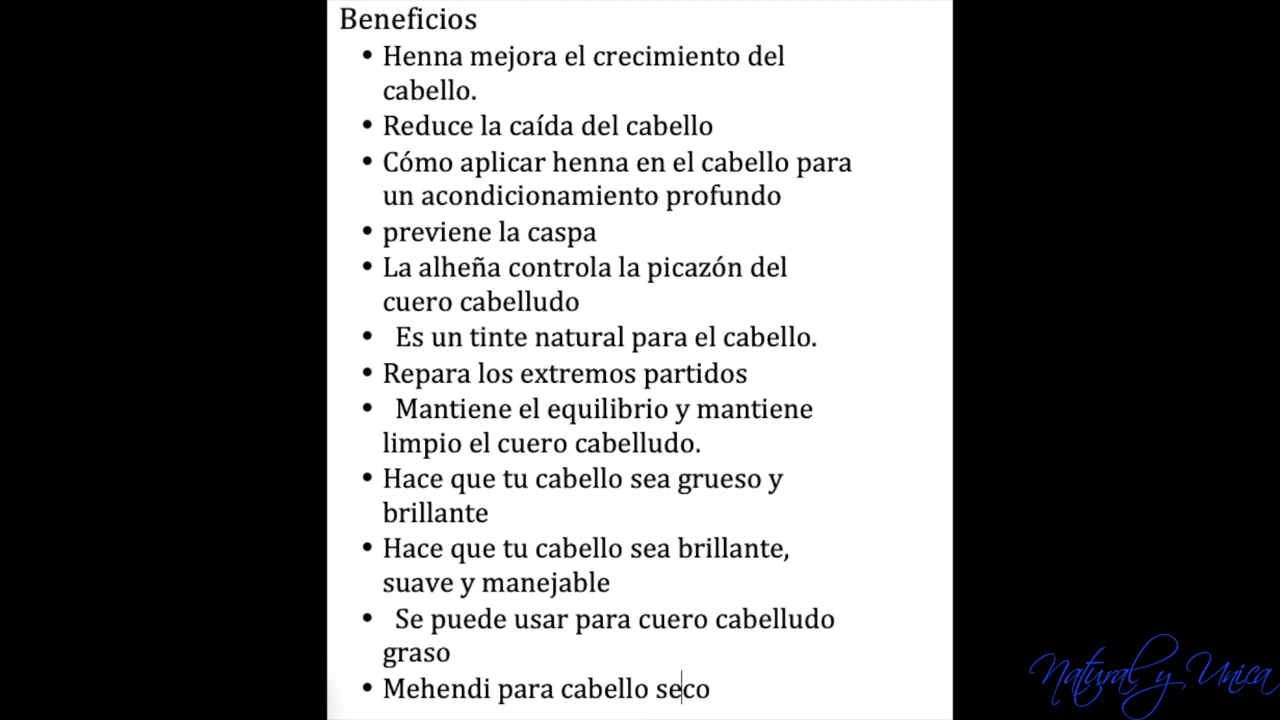 Beneficios
• Henna mejora el crecimiento del
cabello.
• Reduce la caída del cabello
• Cómo aplicar henna en el cabello para
un acondicionamiento profundo
• previene la caspa
• La alheña controla la picazón del
cuero cabelludo
• Es un tinte natural para el cabello.
• Repara los extremos partidos
• Mantiene el equilibrio y mantiene
limpio el cuero cabelludo.
• Hace que tu cabello sea grueso y
brillante
• Hace que tu cabello sea brillante,
suave y manejable
• Se puede usar para cuero cabelludo
graso
• Mehendi para cabello seco
Natural y Unica